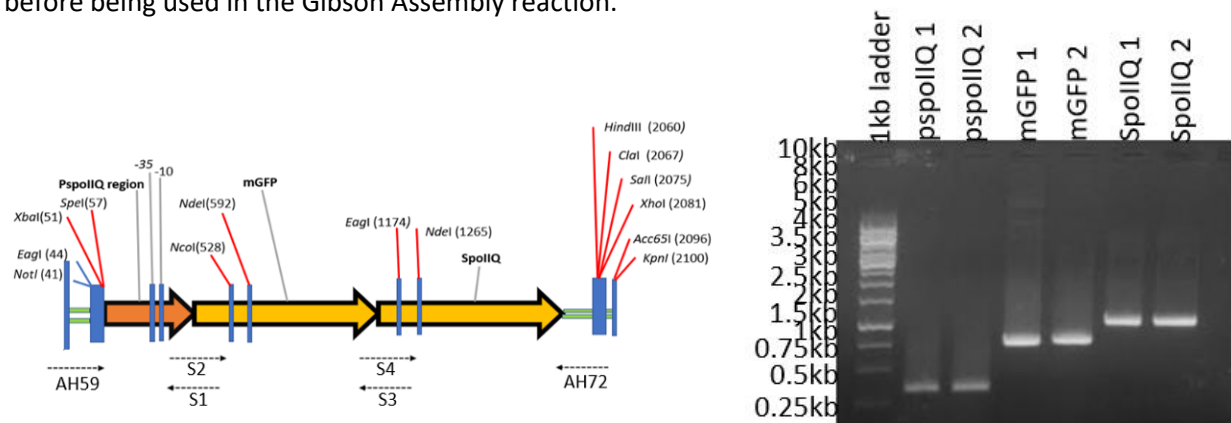 before being used in the Gibson Assembly reaction.
HindIII (2060)
ClaI (2067)
SalI (2075)
XhoI (2081)
Acc65I (2096)
KpnI (2100)
-35
-10
PspoIIQ region
SpeI(57)
XbaI(51)
EagI (44)
NotI (41)
mGFP
NdeI(592)
NcoI(528)
EagI (1174)
NdeI (1265)
SpoIIQ
AH59
S2
S1
S4
S3
AH72
1kb ladder
pspoIIQ 1
pspoIIQ 2
mGFP 1
mGFP 2
SpoIIQ 1
SpoIIQ 2
10kb
8kb
6kb
5kb
4kb
3.5kb
3kb
2.5kb
2kb
1.5kb
1kb
0.75kb
0.5kb
0.25kb